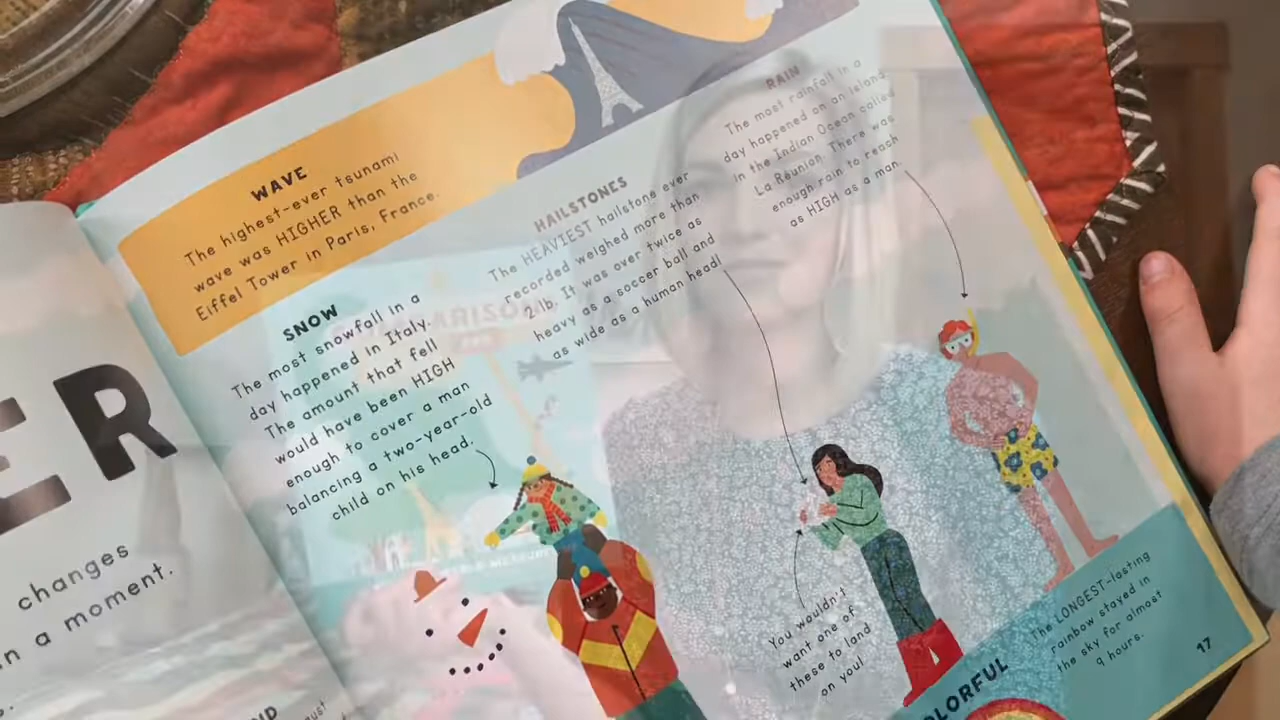 ER
changes
n a moment.
WAVE
The highest-ever tsunami
wave was HIGHER than the
Eiffel Tower in Paris, France.
SNOW
The most snowfall in a
day happened in Italy.
The amount that fell
would have been HIGH
enough to cover a man
balancing a two-year-old
child on his head.
HAILSTONES
The HEAVIEST hailstone ever
recorded weighed more than
2 lb. It was over twice as
heavy as a soccer ball and
as wide as a human head!
You wouldn't
want one of
these to land
on you!
RAIN
The most rainfall in a
day happened on an island
in the Indian Ocean called
La Réunion. There was
enough rain to reach
as HIGH as a man.
OLORFUL
The LONGEST-lasting
rainbow stayed in
the sky for almost
9 hours.
17